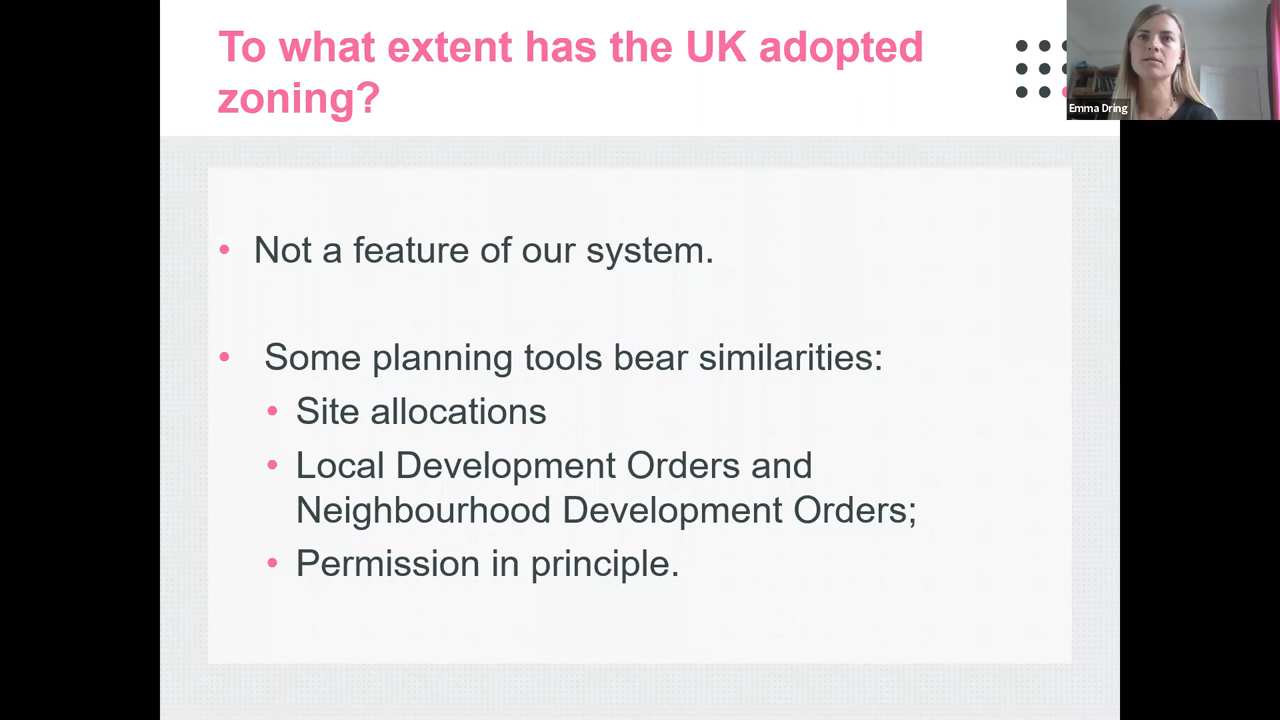 To what extent has the UK adopted
zoning?
Emma Dring
• Not a feature of our system.
• Some planning tools bear similarities:
• Site allocations
• Local Development Orders and
Neighbourhood Development Orders;
• Permission in principle.